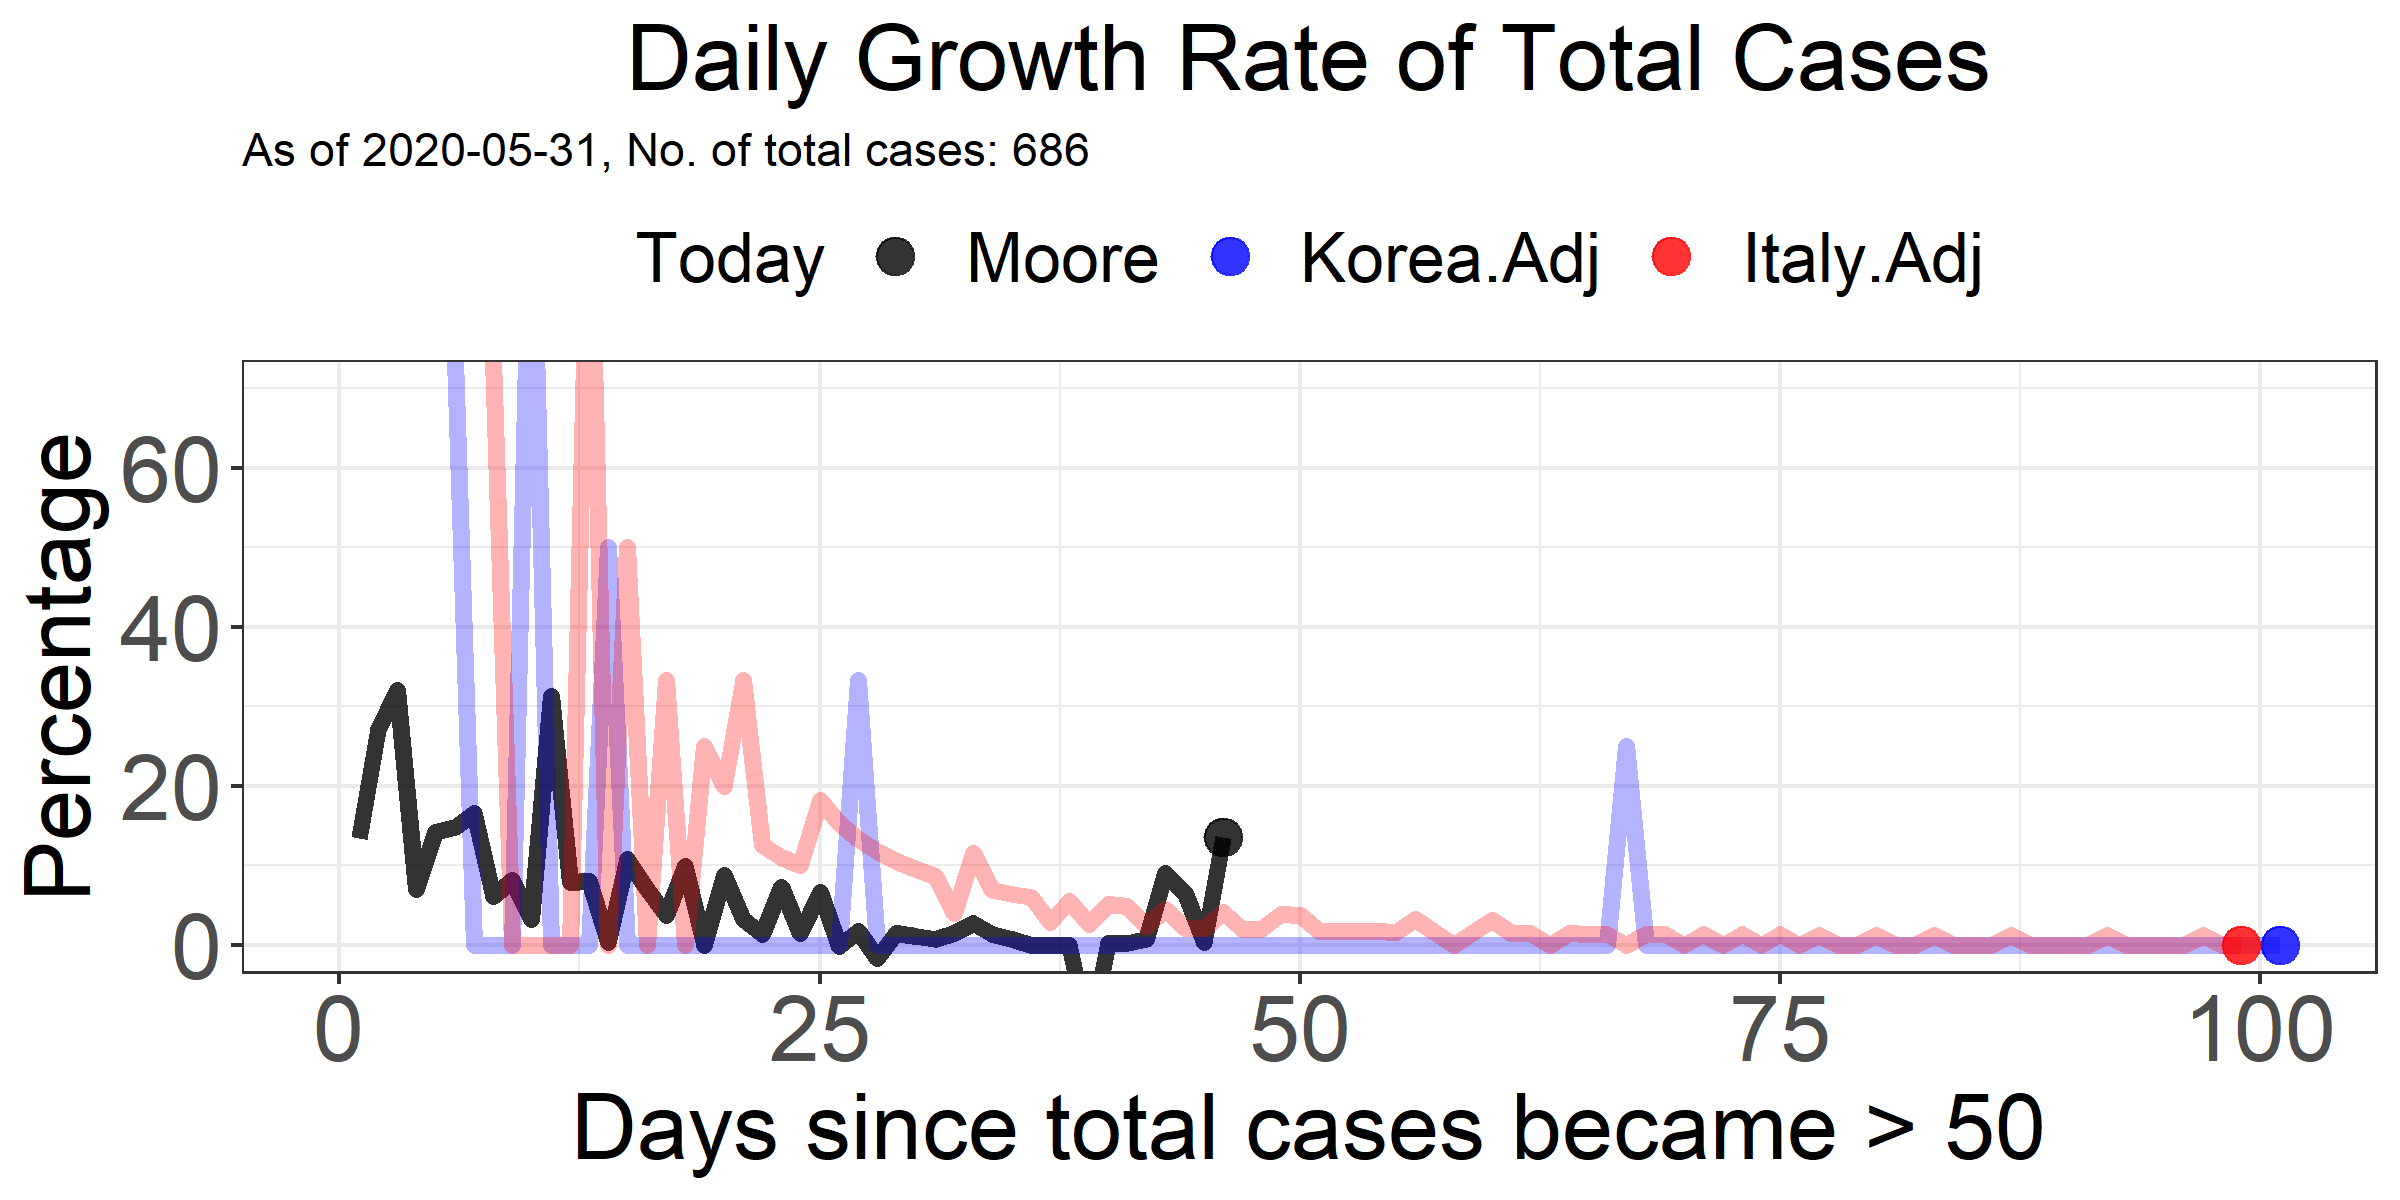 Daily Growth Rate of Total Cases
As of 2020-05-31, No. of total cases: 686
Today Moore Korea.Adj Italy.Adj
Percentage
60
40
20
0
0 25 50 75 100
Days since total cases became > 50